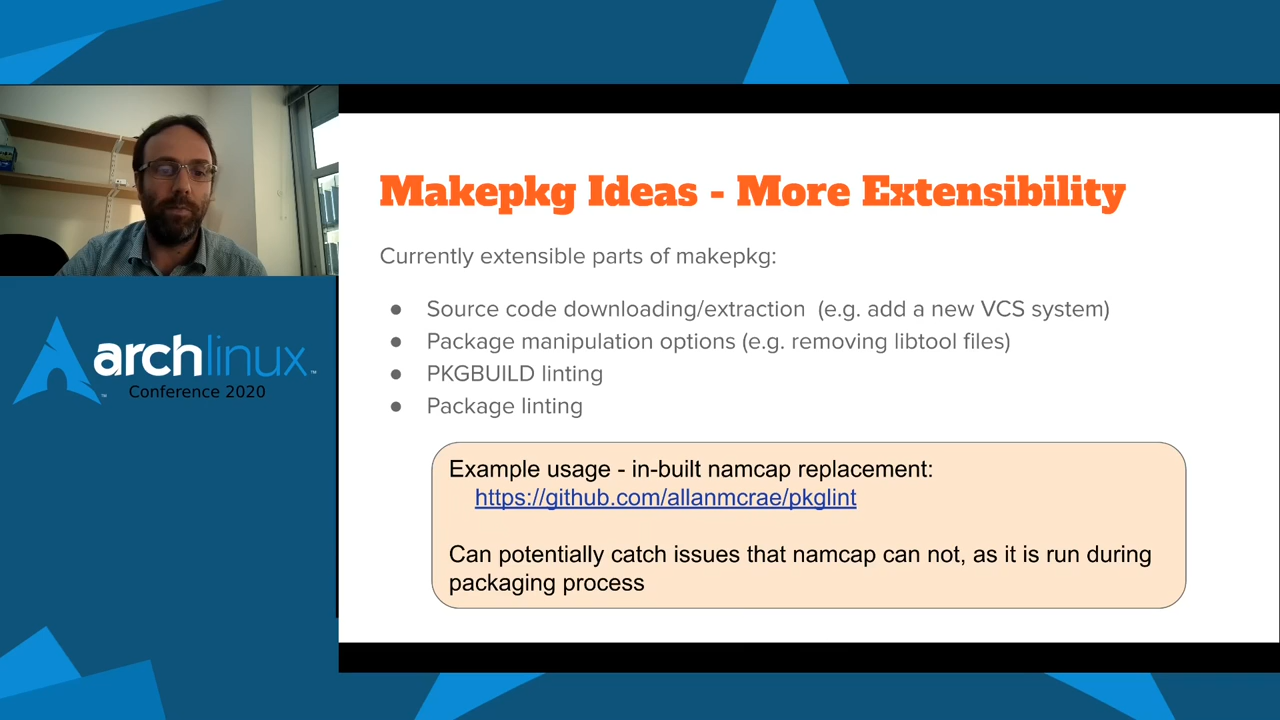 Makepkg Ideas - More Extensibility
Currently extensible parts of makepkg:
● Source code downloading/extraction (e.g. add a new VCS system)
● Package manipulation options (e.g. removing libtool files)
● PKGBUILD linting
● Package linting
Example usage - in-built namcap replacement:
https://github.com/allanmcrae/pkglint
Can potentially catch issues that namcap can not, as it is run during
packaging process
archlinux™
Conference 2020